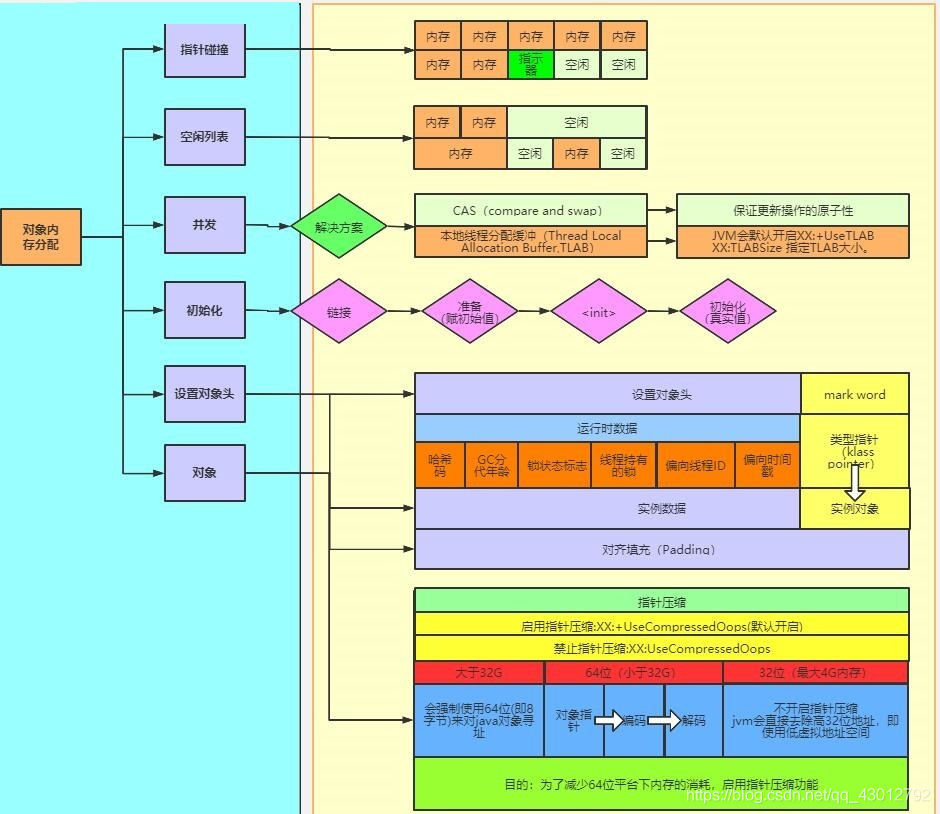 对象内
存分配
指针碰撞
内存 内存 内存 内存 内存
内存 内存 指示
器 空闲 空闲
空闲列表
内存 内存 空闲
内存 空闲 内存 空闲
并发
解决方案
CAS（compare and swap）
保证更新操作的原子性
本地线程分配缓冲（Thread Local
Allocation Buffer,TLAB）
JVM会默认开启XX:+UseTLAB
XX:TLABSize 指定TLAB大小。
初始化
链接
准备
（赋初始值）
<init>
初始化
（真实值）
设置对象头
设置对象头
mark word
运行时数据
类型指针
（klass
pointer）
哈希
码
GC分
代年龄
锁状态标志
线程持有
的锁
偏向线程ID
偏向时间
戳
对象
实例数据
实例对象
对齐填充（Padding）
指针压缩
启用指针压缩:XX:+UseCompressedOops(默认开启)
禁止指针压缩:XX:UseCompressedOops
大于32G
64位（小于32G）
32位（最大4G内存）
会强制使用64位(即8
字节)来对java对象寻
址
对象指
针
编码
解码
不开启指针压缩
jvm会直接去除高32位地址，即
使用低虚拟地址空间
目的：为了减少64位平台下内存的消耗，启用指针压缩功能
https://blog.csdn.net/qq_43012792